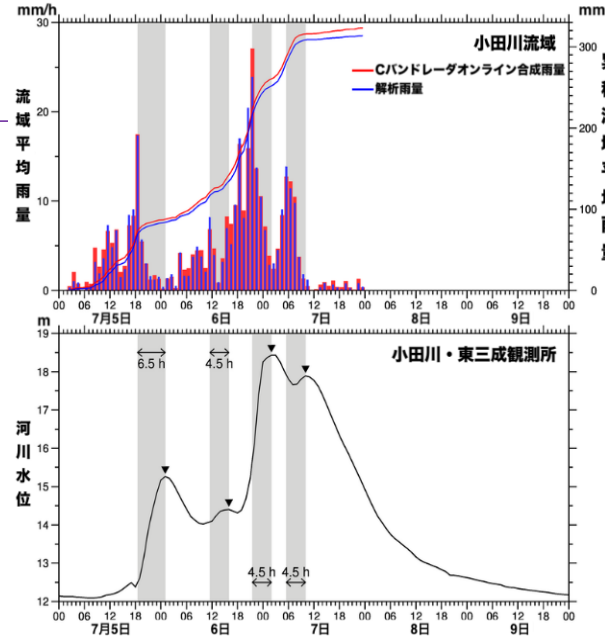 mm/h
mm
30
20
10
0
300
200
100
0
流域平均雨量
小田川流域
Cバンドレーダオンライン合成雨量
解析雨量
00 06 12 18 00 06 12 18 00 06 12 18 00 06 12 18 00 06 12 18 00
7月5日 6日 7日 8日 9日
m
19
18
17
16
15
14
13
12
河川水位
小田川・東三成観測所
6.5 h
4.5 h
4.5 h
4.5 h
00 06 12 18 00 06 12 18 00 06 12 18 00 06 12 18 00 06 12 18 00
7月5日 6日 7日 8日 9日